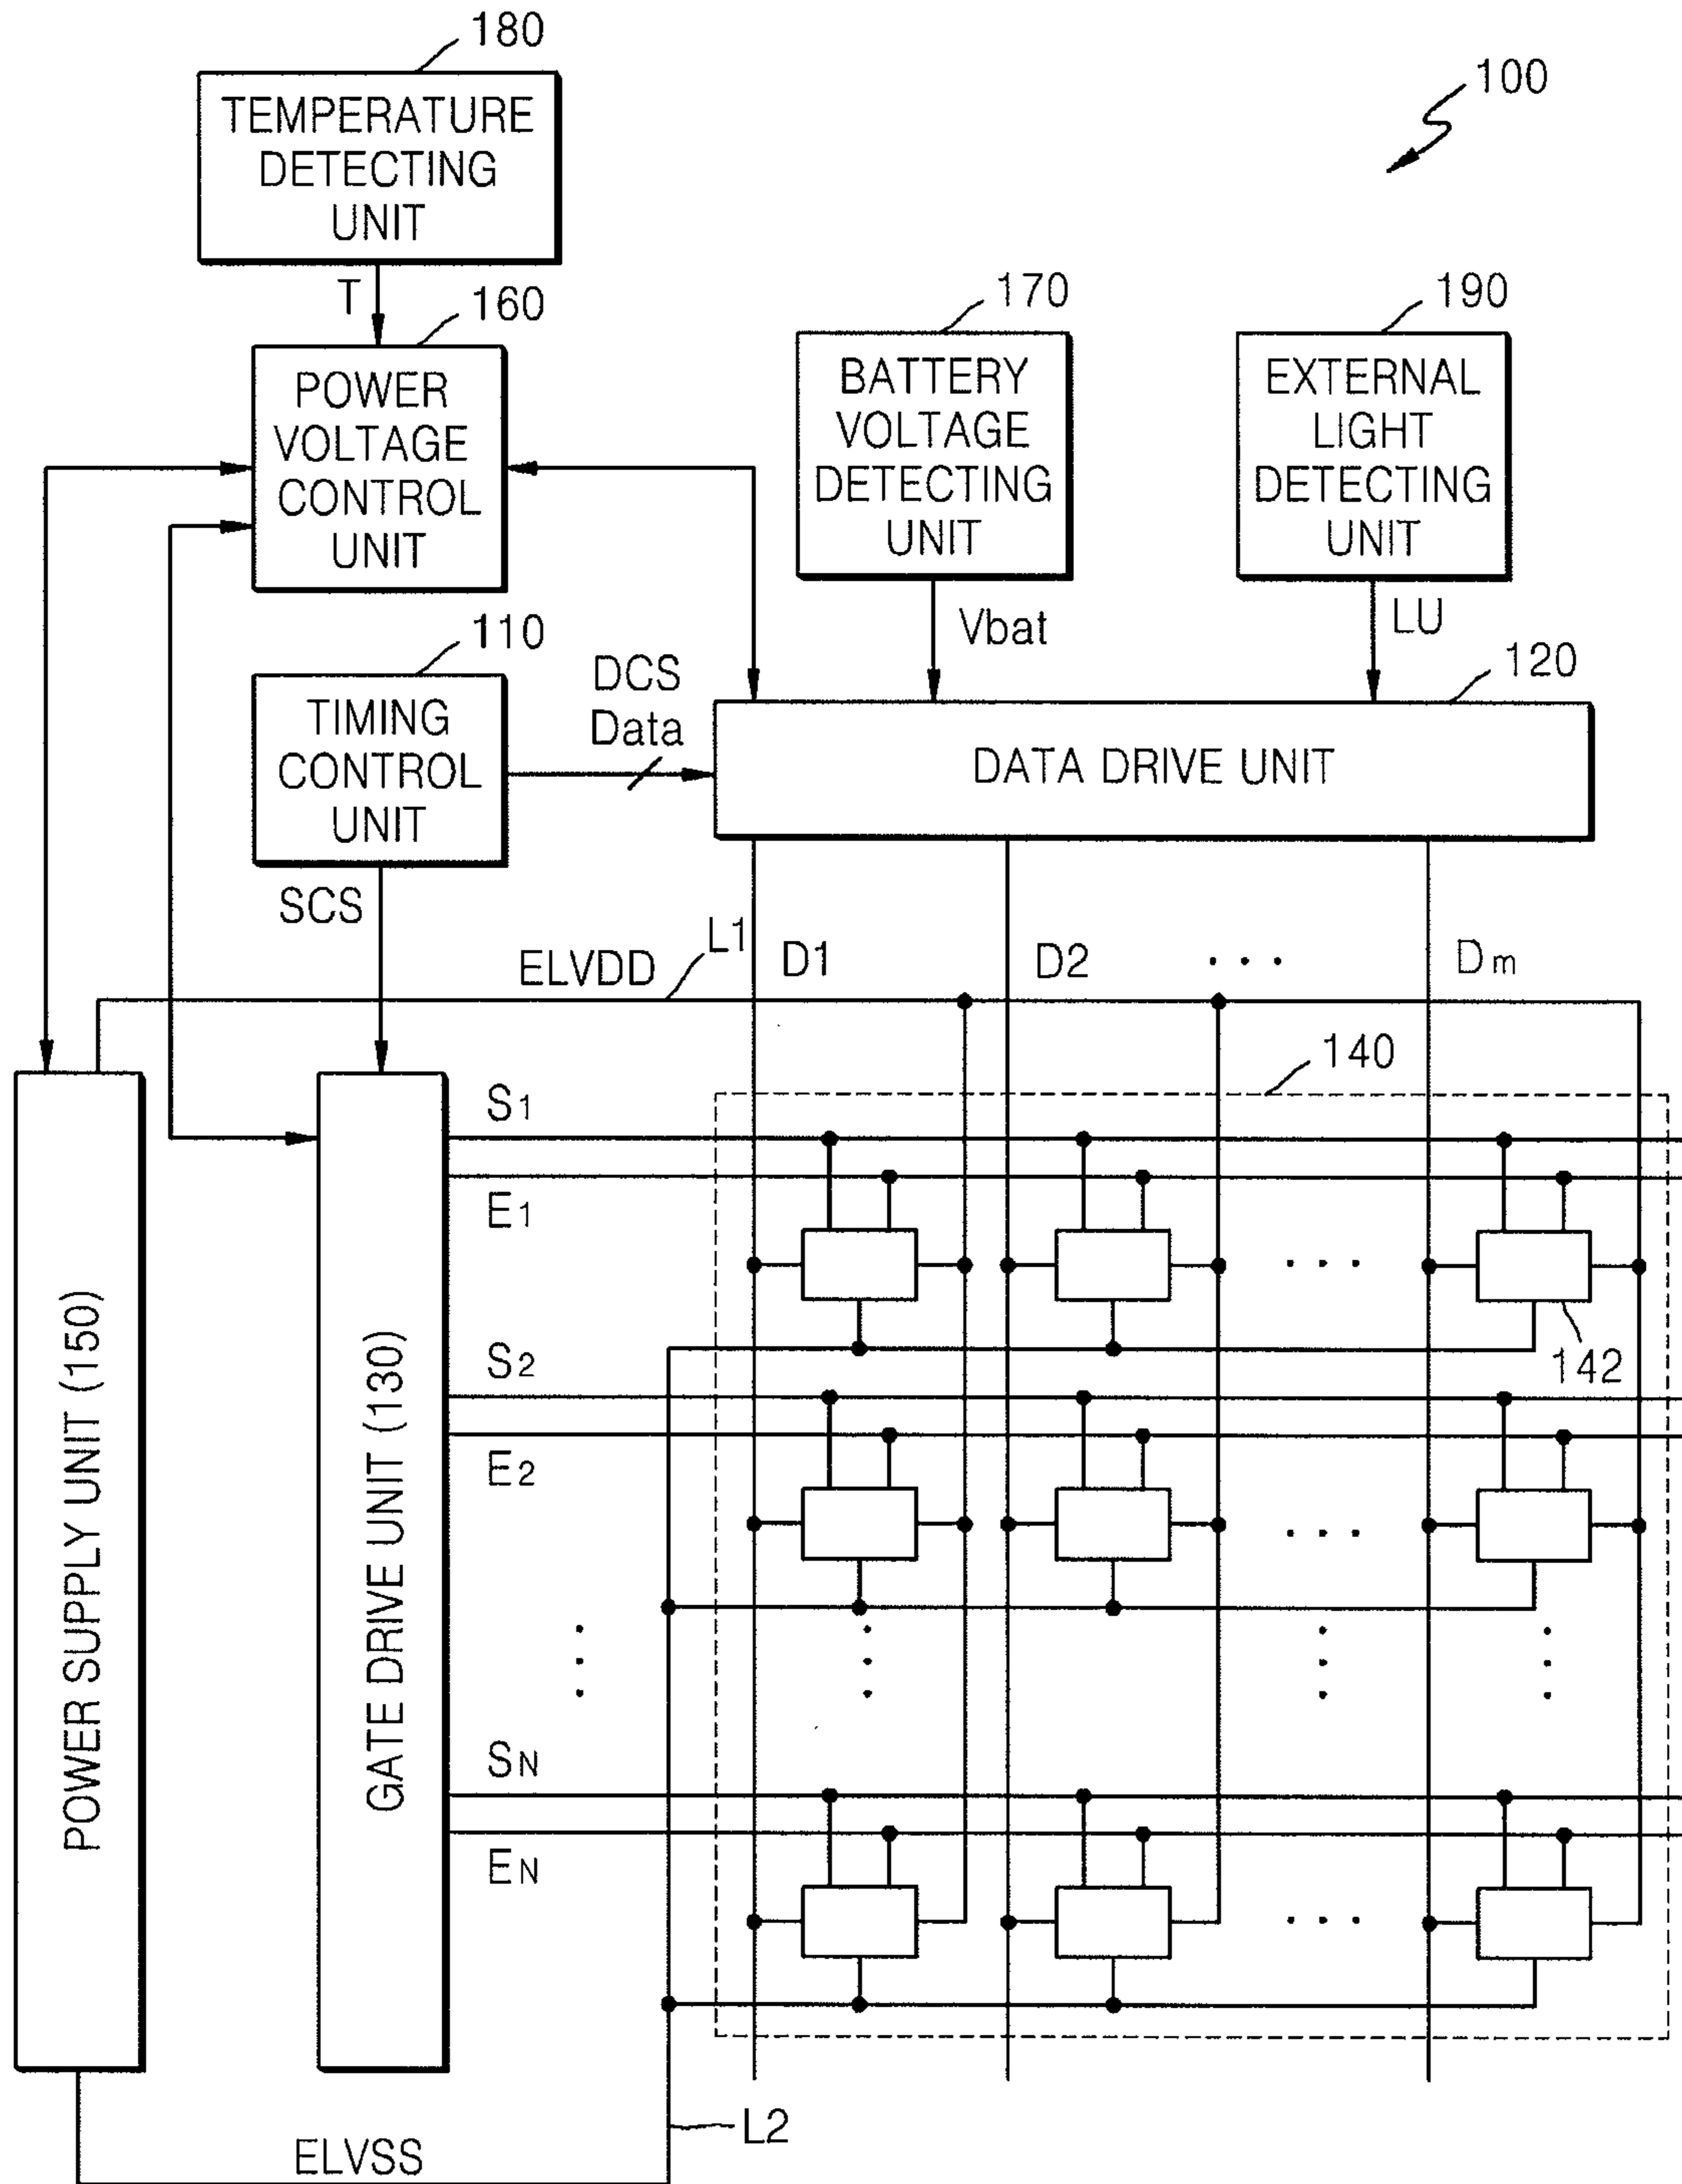 180
TEMPERATURE
DETECTING
UNIT
100
T
160
POWER
VOLTAGE
CONTROL
UNIT
170
BATTERY
VOLTAGE
DETECTING
UNIT
190
EXTERNAL
LIGHT
DETECTING
UNIT
Vbat
LU
110
TIMING
CONTROL
UNIT
DCS
Data
120
DATA DRIVE UNIT
SCS
ELVDD
L1
D1
D2
. . .
Dm
140
POWER SUPPLY UNIT (150)
GATE DRIVE UNIT (130)
S1
E1
. . .
142
S2
E2
. . .
SN
EN
. . .
L2
ELVSS